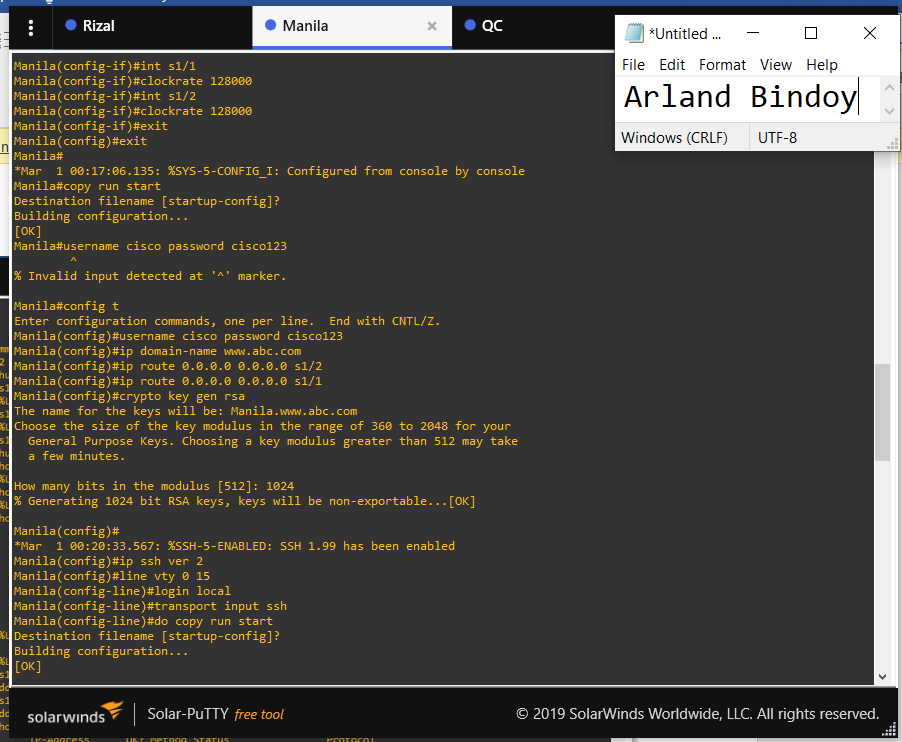 Rizal
Manila
QC
*Untitled ...
File Edit Format View Help
Arland Bindoy
Windows (CRLF) UTF-8
Manila(config-if)#int s1/1
Manila(config-if)#clockrate 128000
Manila(config-if)#int s1/2
Manila(config-if)#clockrate 128000
Manila(config-if)#exit
Manila(config)#exit
Manila#
*Mar  1 00:17:06.135: %SYS-5-CONFIG_I: Configured from console by console
Manila#copy run start
Destination filename [startup-config]?
Building configuration...
[OK]
Manila#username cisco password cisco123
^
% Invalid input detected at '^' marker.
Manila#config t
Enter configuration commands, one per line.  End with CNTL/Z.
Manila(config)#username cisco password cisco123
Manila(config)#ip domain-name www.abc.com
Manila(config)#ip route 0.0.0.0 0.0.0.0 s1/2
Manila(config)#ip route 0.0.0.0 0.0.0.0 s1/1
Manila(config)#crypto key gen rsa
The name for the keys will be: Manila.www.abc.com
Choose the size of the key modulus in the range of 360 to 2048 for your
General Purpose Keys. Choosing a key modulus greater than 512 may take
a few minutes.
How many bits in the modulus [512]: 1024
% Generating 1024 bit RSA keys, keys will be non-exportable...[OK]
Manila(config)#
*Mar  1 00:20:33.567: %SSH-5-ENABLED: SSH 1.99 has been enabled
Manila(config)#ip ssh ver 2
Manila(config)#line vty 0 15
Manila(config-line)#login local
Manila(config-line)#transport input ssh
Manila(config-line)#do copy run start
Destination filename [startup-config]?
Building configuration...
[OK]
solarwinds Solar-PuTTY free tool © 2019 SolarWinds Worldwide, LLC. All rights reserved.